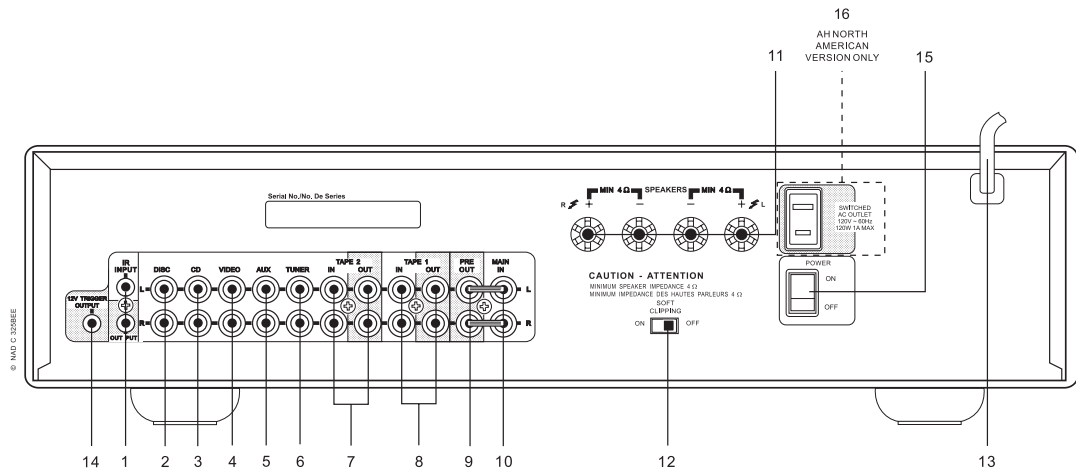 16
AH NORTH
AMERICAN
VERSION ONLY
11
15
Serial No./No. De Series
R + MIN 4 Ω − SPEAKERS − MIN 4 Ω + L
SWITCHED
AC OUTLET
120V ~ 60Hz
120W 1A MAX
IR
INPUT
DISC CD VIDEO AUX TUNER
TAPE 2
IN OUT
TAPE 1
IN OUT
PRE
OUT
MAIN
IN
L L
12V TRIGGER
OUTPUT
R R
OUT PUT
CAUTION - ATTENTION
MINIMUM SPEAKER IMPEDANCE 4 Ω
MINIMUM IMPEDANCE DES HAUTES PARLEURS 4 Ω
SOFT
CLIPPING
ON OFF
POWER
ON
OFF
© NAD C 325BEE
14 1 2 3 4 5 6 7 8 9 10 12 13